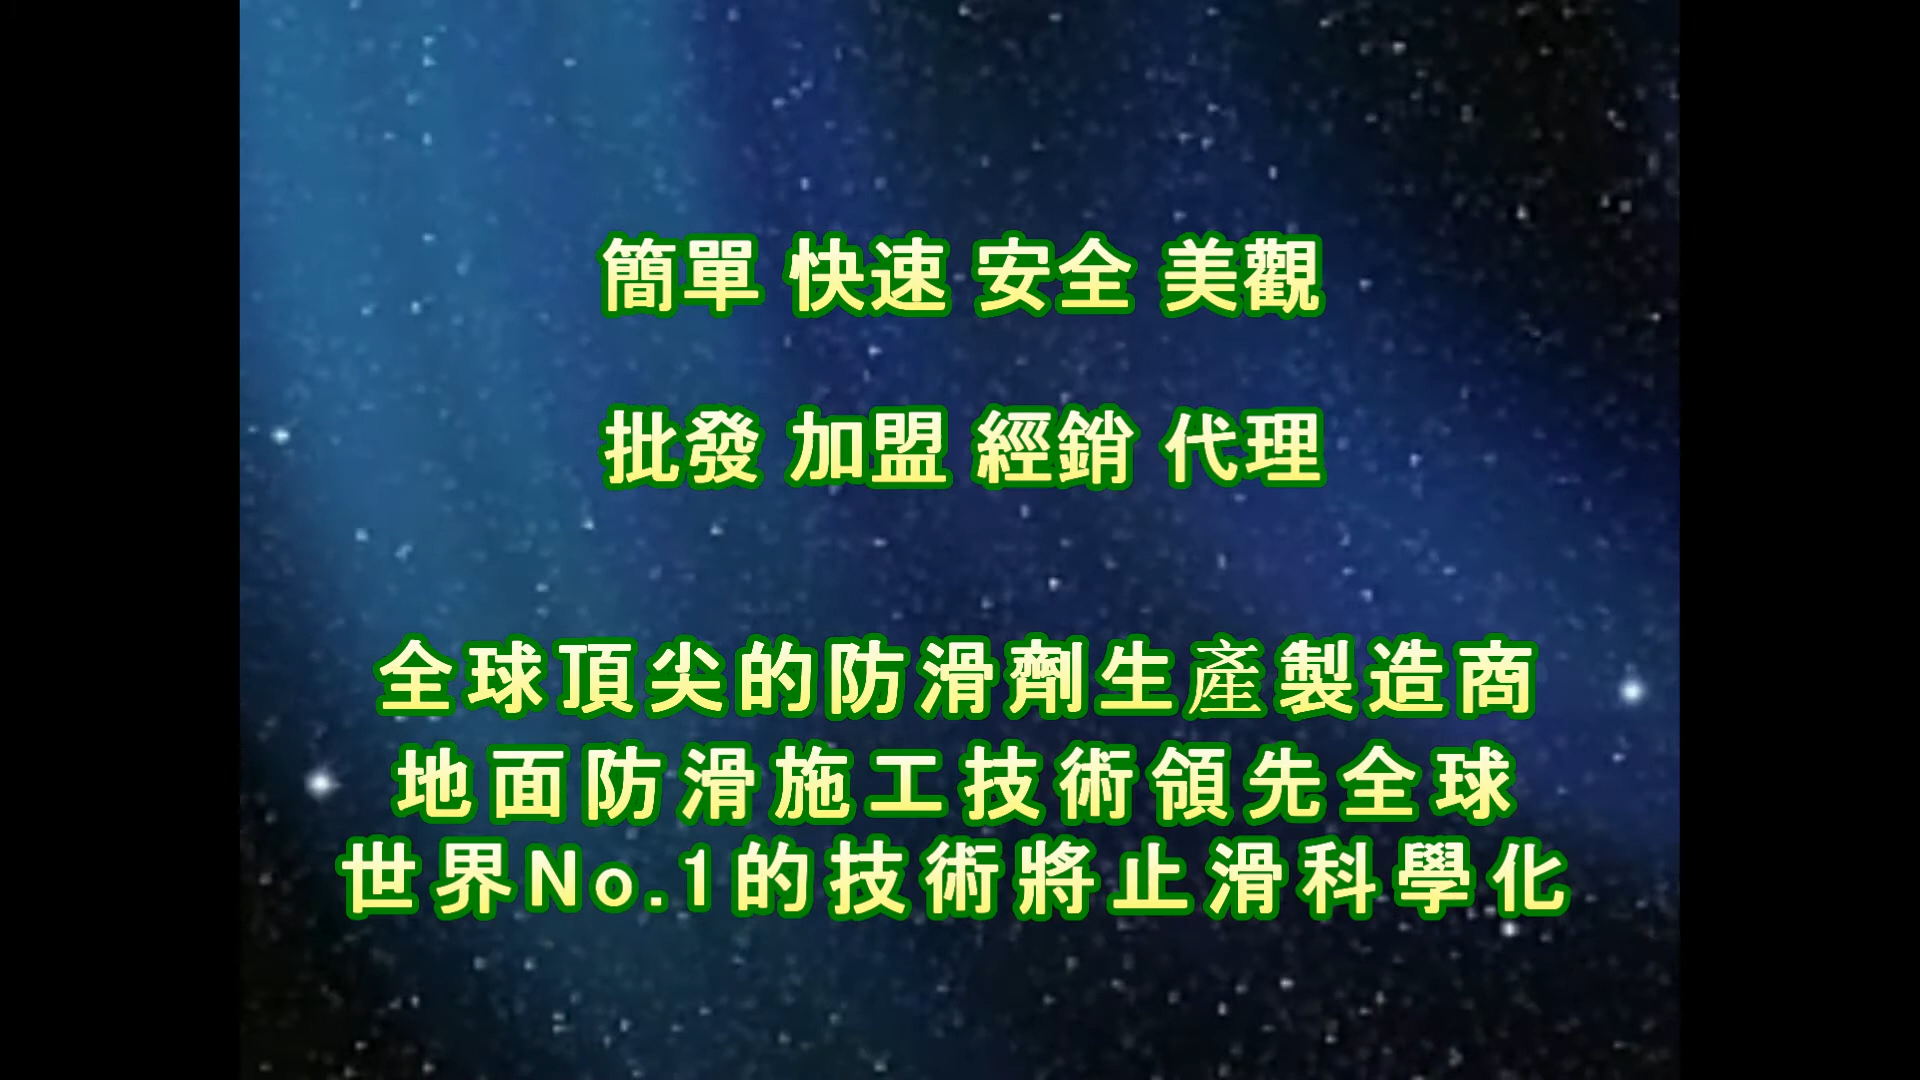 簡單 快速 安全 美觀
批發 加盟 經銷 代理
全球頂尖的防滑劑生產製造商
地面防滑施工技術領先全球
世界No.1的技術將止滑科學化